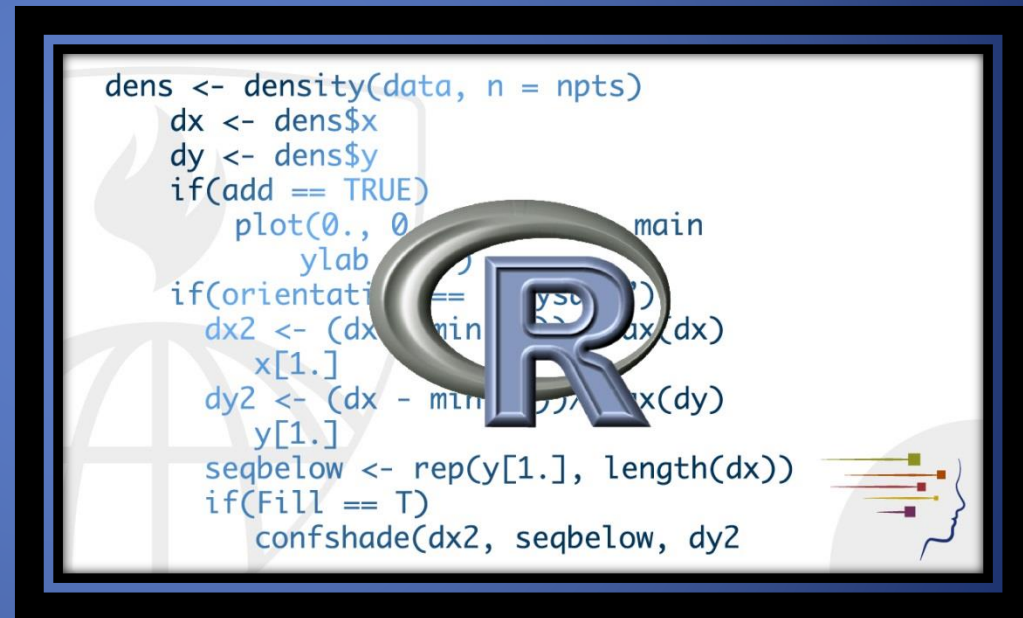 dens <- density(data, n = npts)
dx <- dens$x
dy <- dens$y
if(add == TRUE)
plot(0., 0 main
ylab )
if(orientati == ")
dx2 <- (dx min ax(dx)
x[1.]
dy2 <- (dx - min ))/ ax(dy)
y[1.]
seqbelow <- rep(y[1.], length(dx))
if(Fill == T)
confshade(dx2, seqbelow, dy2
R